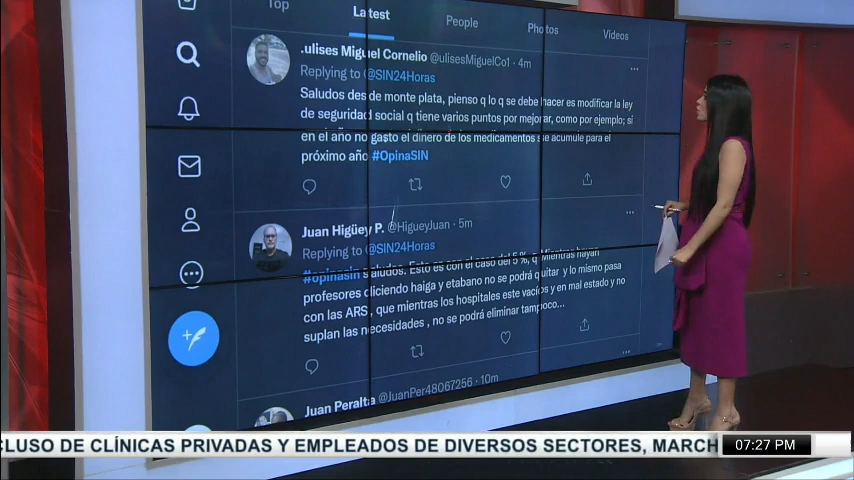 Top Latest People Photos Videos
.ulises Miguel Cornelio @ulisesMiguelCo1 · 4m
Replying to @SIN24Horas
Saludos desde monte plata, pienso q lo q se debe hacer es modificar la ley
de seguridad social q tiene varios puntos por mejorar, como por ejemplo; si
en el año no gasto el dinero de los medicamentos se acumule para el
próximo año #OpinaSIN
Juan Higüey P. @HigueyJuan · 5m
Replying to @SIN24Horas
#opinasin saludos. Esto es con el caso del 5%, q Mientras hayan
profesores diciendo haiga y etabano no se podrá quitar y lo mismo pasa
con las ARS, que mientras los hospitales este vacíos y en mal estado y no
suplan las necesidades, no se podrá eliminar tampoco...
Juan Peralta @JuanPer48067256 · 10m
CLUSO DE CLÍNICAS PRIVADAS Y EMPLEADOS DE DIVERSOS SECTORES, MARCH
07:27 PM